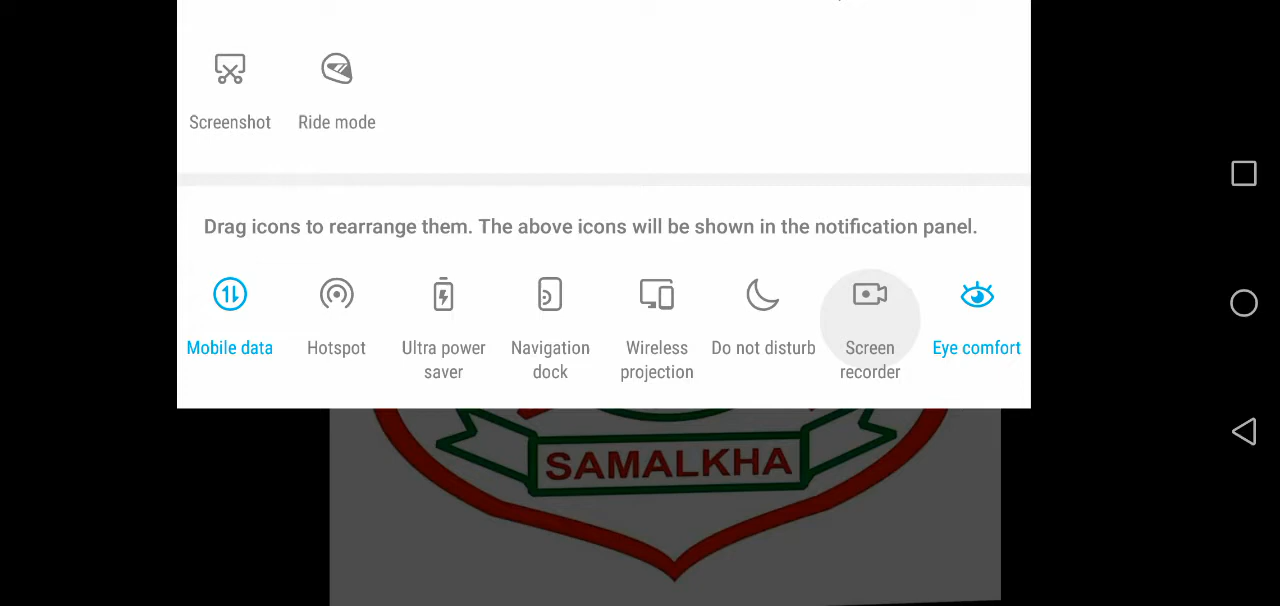 Screenshot Ride mode
Drag icons to rearrange them. The above icons will be shown in the notification panel.
Mobile data Hotspot Ultra power saver Navigation dock Wireless projection Do not disturb Screen recorder Eye comfort
SAMALKHA